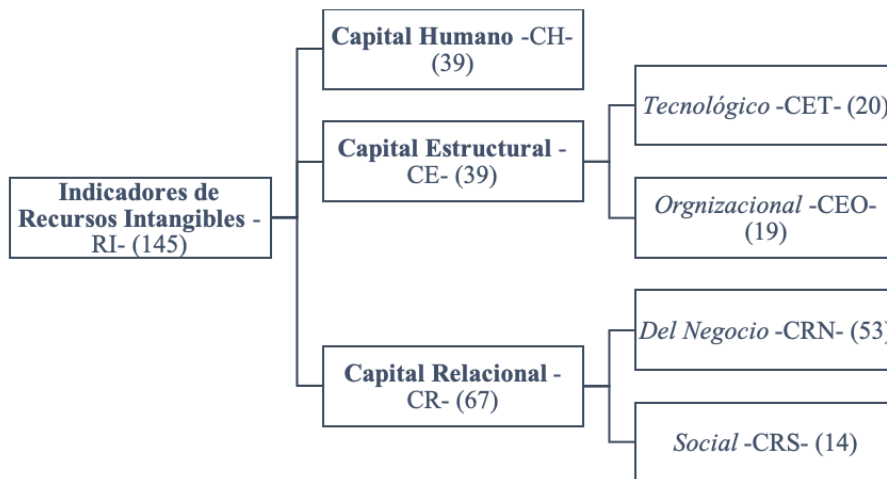 Indicadores de
Recursos Intangibles -
RI- (145)
Capital Humano -CH-
(39)
Capital Estructural -
CE- (39)
Tecnológico -CET- (20)
Orgnizacional -CEO-
(19)
Capital Relacional -
CR- (67)
Del Negocio -CRN- (53)
Social -CRS- (14)